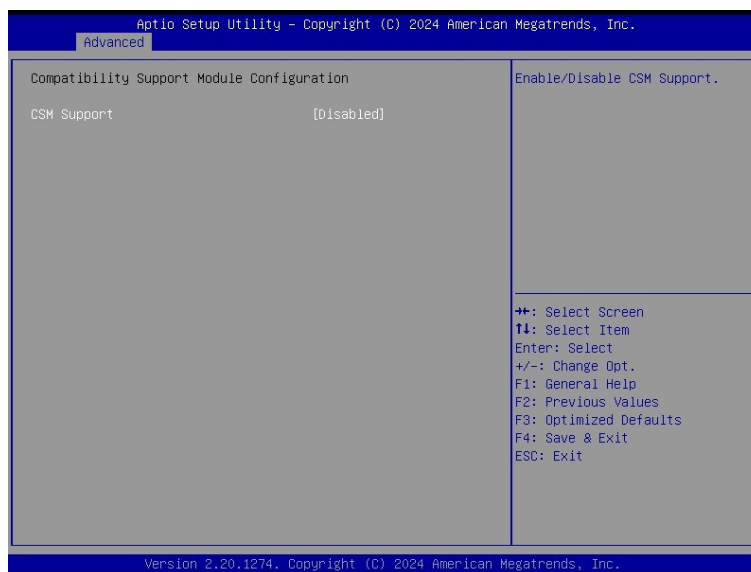 Aptio Setup Utility – Copyright (C) 2024 American Megatrends, Inc.
Advanced
Compatibility Support Module Configuration
CSM Support [Disabled]
Enable/Disable CSM Support.
→←: Select Screen
↑↓: Select Item
Enter: Select
+/-: Change Opt.
F1: General Help
F2: Previous Values
F3: Optimized Defaults
F4: Save & Exit
ESC: Exit
Version 2.20.1274. Copyright (C) 2024 American Megatrends, Inc.